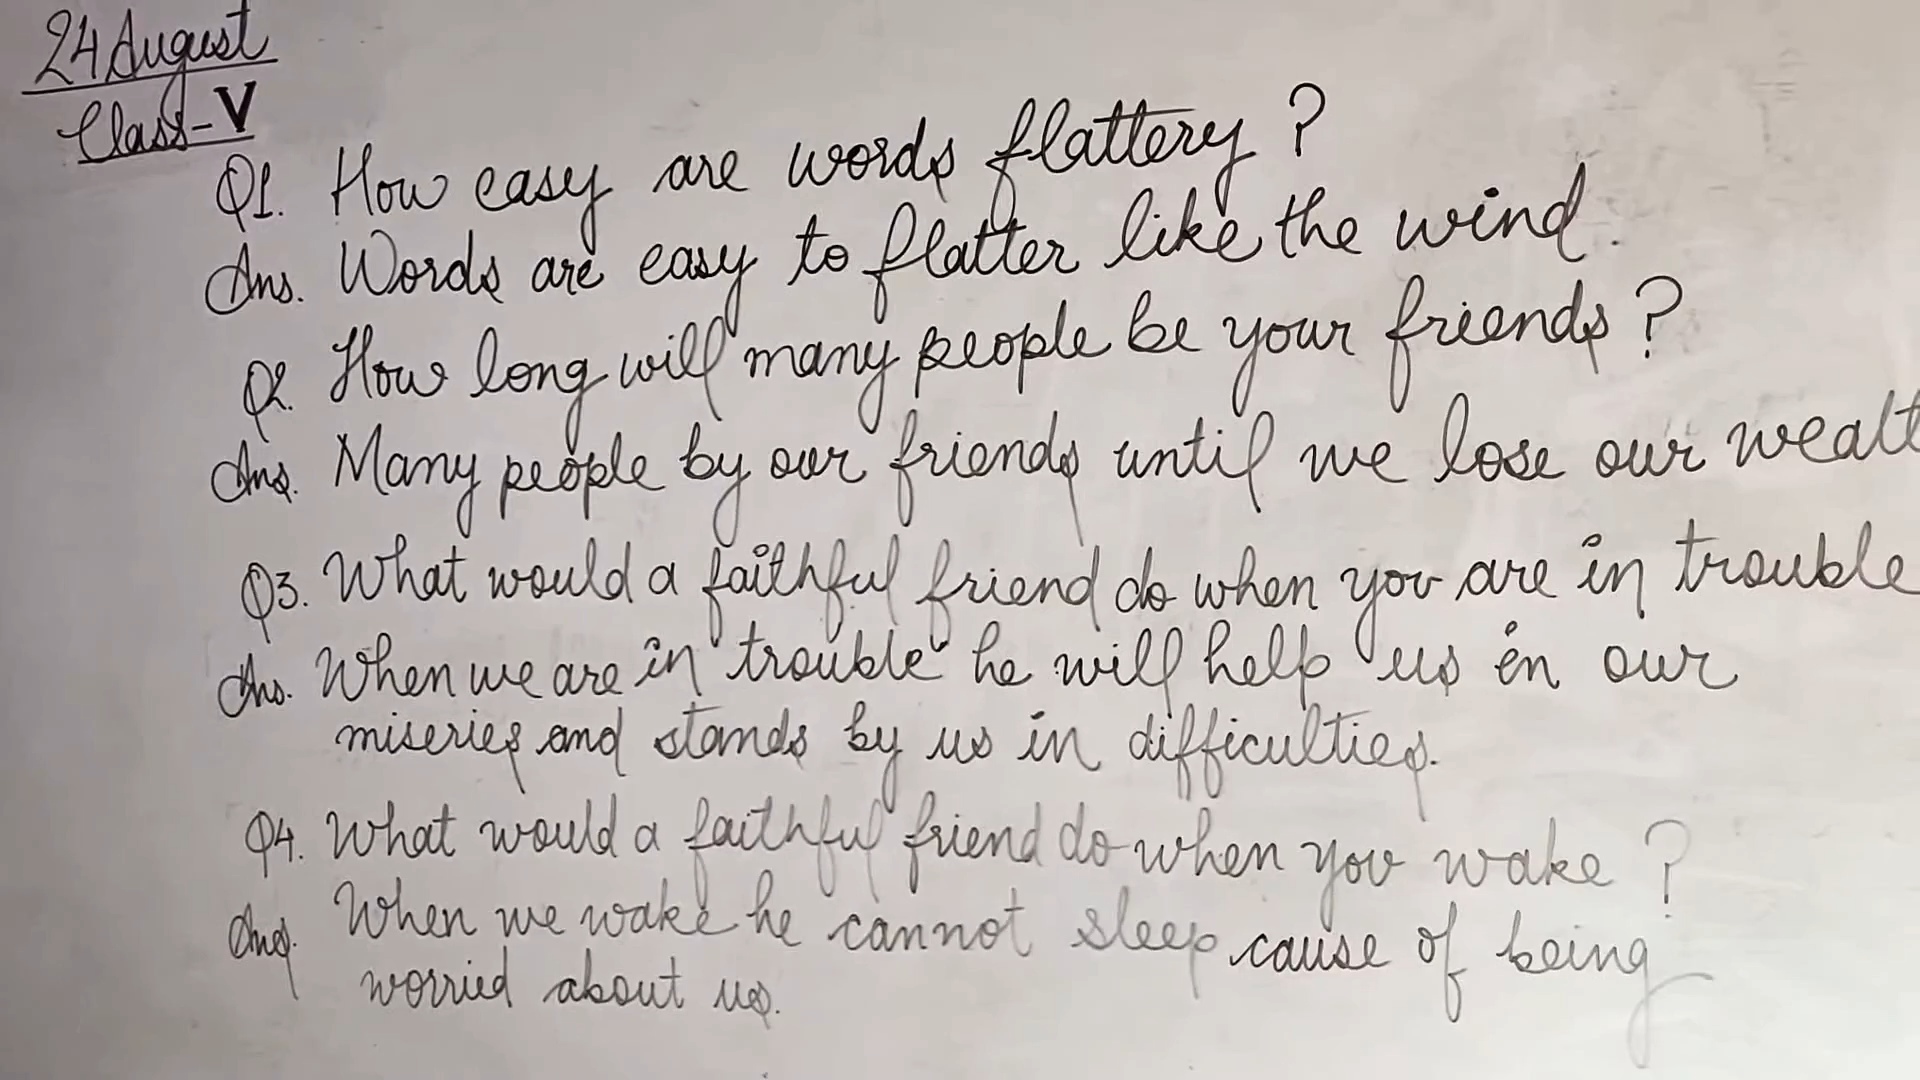 24 August
Class-V
Q1. How easy are words flattery ?
Ans. Words are easy to flatter like the wind.
Q2. How long will many people be your friends ?
Ans. Many people by our friends until we lose our wealt
Q3. What would a faithful friend do when you are in trouble
Ans. When we are in trouble he will help us in our
miseries and stands by us in difficulties.
Q4. What would a faithful friend do when you wake ?
Ans. When we wake he cannot sleep cause of being
worried about us.